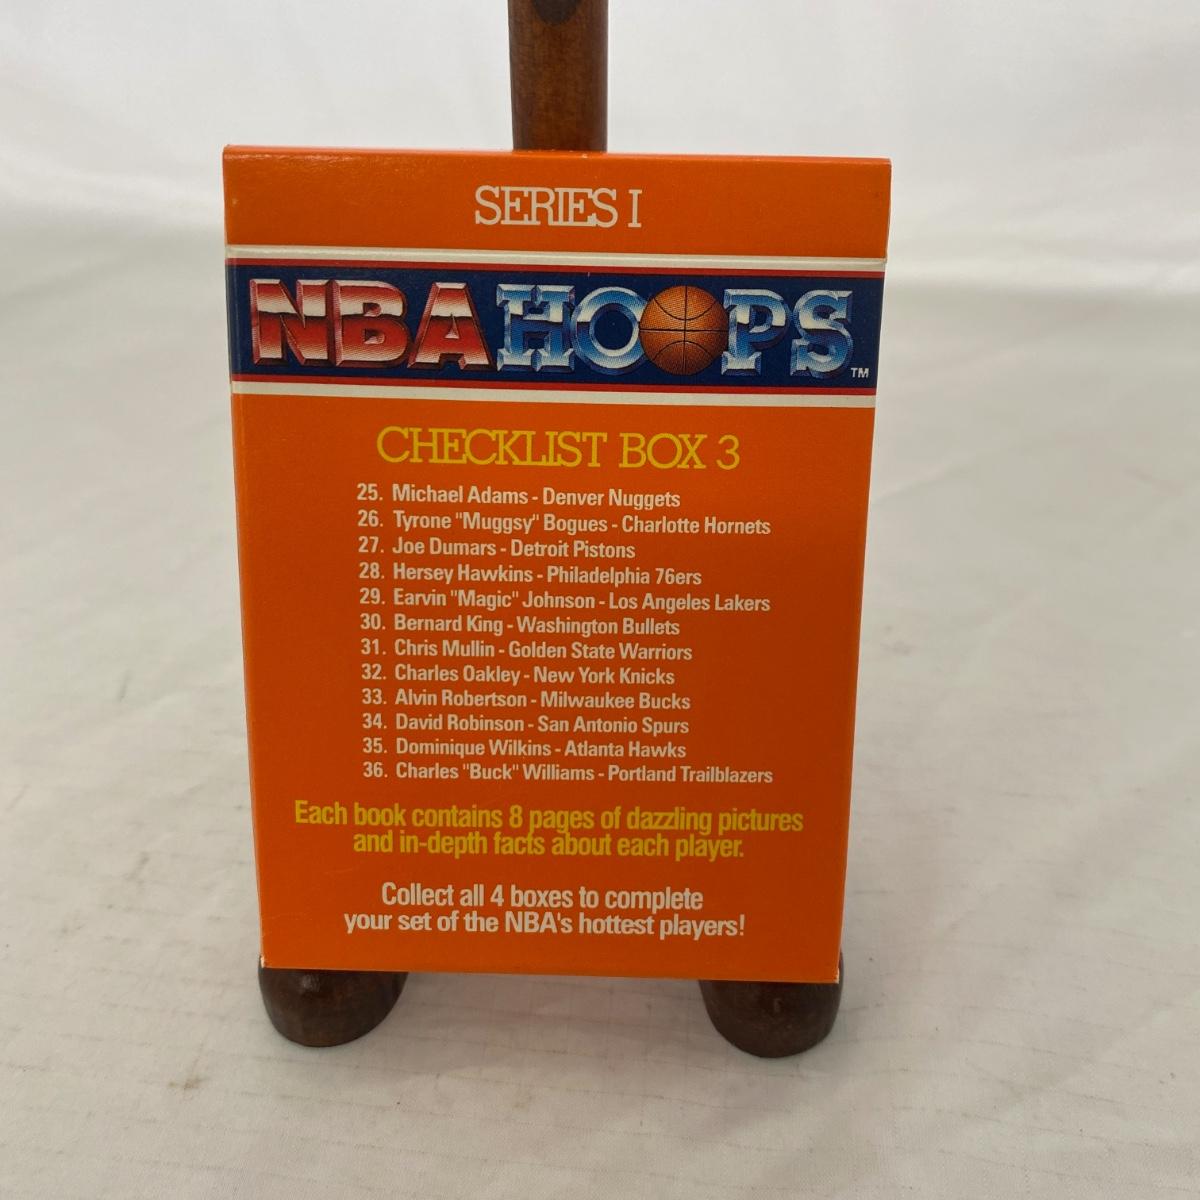 SERIES I
NBA HOOPS TM
CHECKLIST BOX 3
25. Michael Adams - Denver Nuggets
26. Tyrone "Muggsy" Bogues - Charlotte Hornets
27. Joe Dumars - Detroit Pistons
28. Hersey Hawkins - Philadelphia 76ers
29. Earvin "Magic" Johnson - Los Angeles Lakers
30. Bernard King - Washington Bullets
31. Chris Mullin - Golden State Warriors
32. Charles Oakley - New York Knicks
33. Alvin Robertson - Milwaukee Bucks
34. David Robinson - San Antonio Spurs
35. Dominique Wilkins - Atlanta Hawks
36. Charles "Buck" Williams - Portland Trailblazers
Each book contains 8 pages of dazzling pictures
and in-depth facts about each player.
Collect all 4 boxes to complete
your set of the NBA's hottest players!